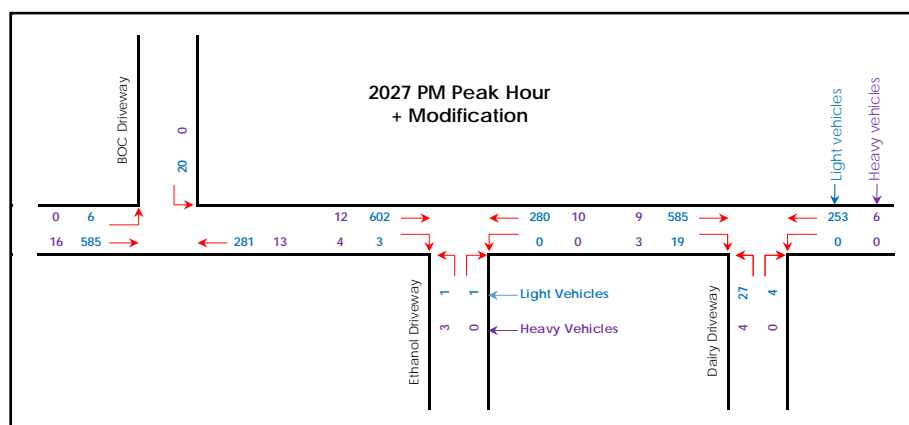 2027 PM Peak Hour
+ Modification
BOC Driveway
0
20
Light vehicles
Heavy vehicles
0 6
12 602
280 10
9 585
253 6
16 585
281 13
4 3
0 0
3 19
0 0
Ethanol Driveway
1 1 Light Vehicles
3 0 Heavy Vehicles
Dairy Driveway
27 4
4 0